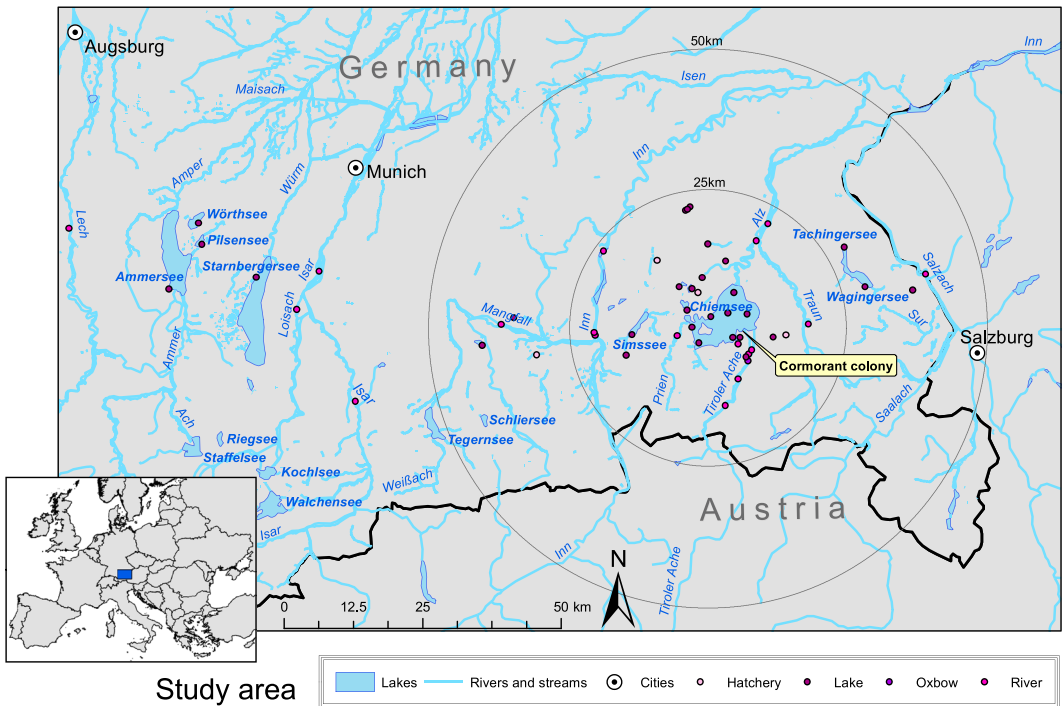 50km
Inn
Augsburg
Germany
Isen
Maisach
Inn
Amper
Würm
Munich
25km
Lech
Wörthsee
Pilsensee
Alz
Tachingersee
Ammersee
Starnbergersee
Isar
Salzach
Loisach
Chiemsee
Wagingersee
Mangfall
Inn
Traun
Sur
Ammer
Simssee
Salzburg
Cormorant colony
Prien
Tiroler Ache
Isar
Saalach
Ach
Schliersee
Riegsee
Tegernsee
Staffelsee
Kochlsee
Weißach
Walchensee
Austria
Isar
Inn
N
Tiroler Ache
0 12.5 25 50 km
Study area
Lakes Rivers and streams Cities Hatchery Lake Oxbow River